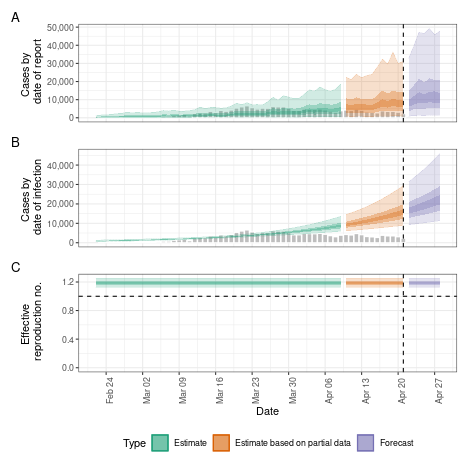 A
Cases by
date of report
50,000
40,000
30,000
20,000
10,000
0
B
Cases by
date of infection
40,000
30,000
20,000
10,000
0
C
Effective
reproduction no.
1.2
0.8
0.4
0.0
Feb 24
Mar 02
Mar 09
Mar 16
Mar 23
Mar 30
Apr 06
Apr 13
Apr 20
Apr 27
Date
Type Estimate Estimate based on partial data Forecast